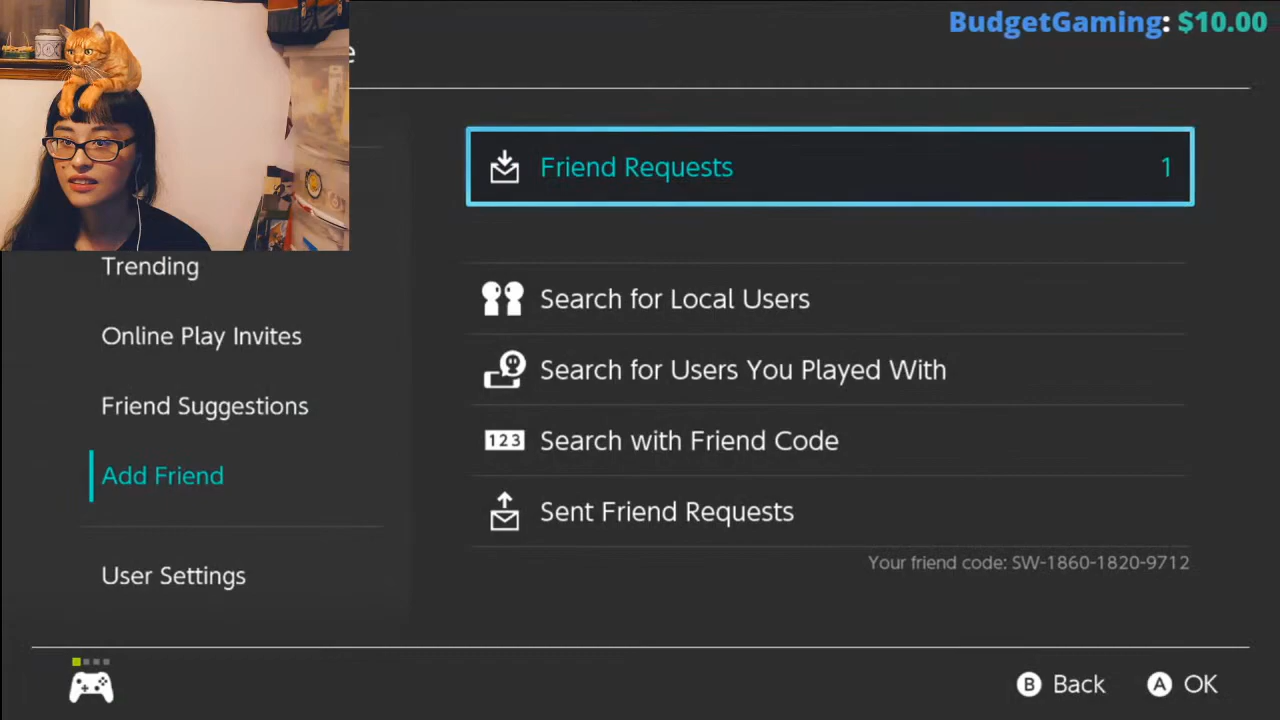 BudgetGaming: $10.00
e
Friend Requests 1
Trending
Online Play Invites
Friend Suggestions
Add Friend
User Settings
Search for Local Users
Search for Users You Played With
123 Search with Friend Code
Sent Friend Requests
Your friend code: SW-1860-1820-9712
B Back A OK